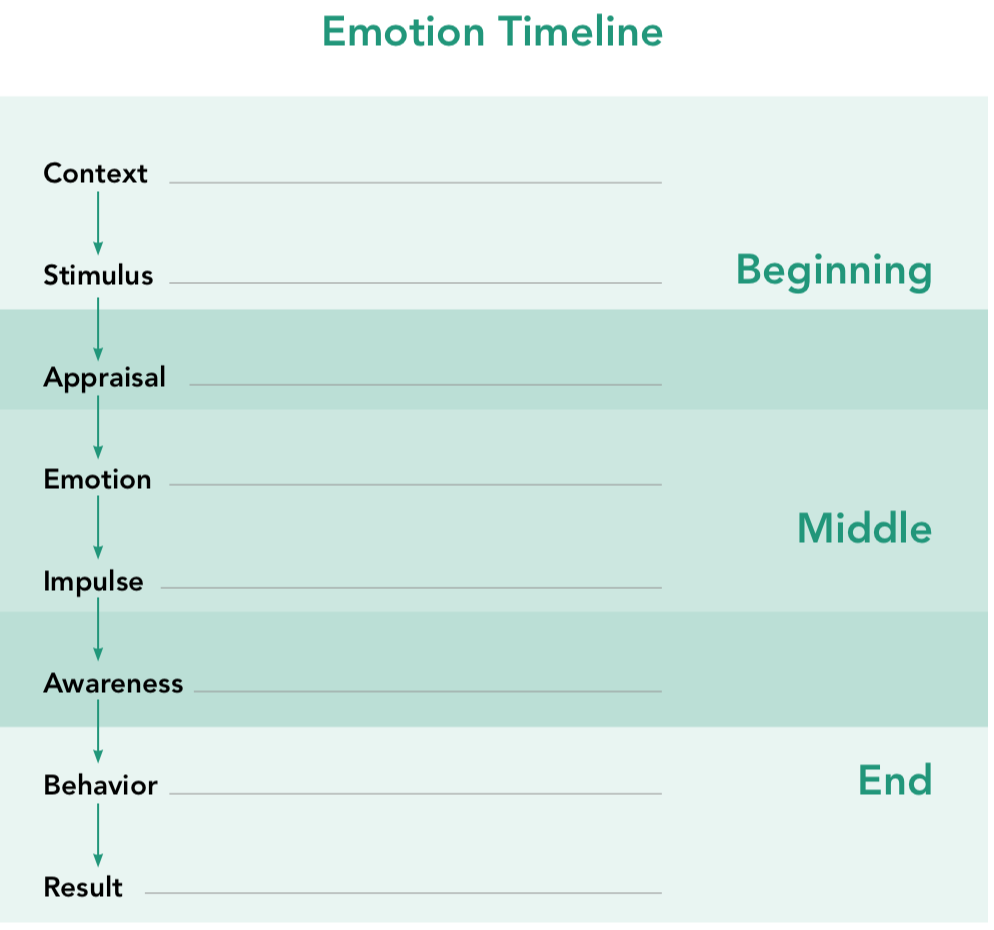 Emotion Timeline
Context
Stimulus
Beginning
Appraisal
Emotion
Middle
Impulse
Awareness
Behavior
End
Result